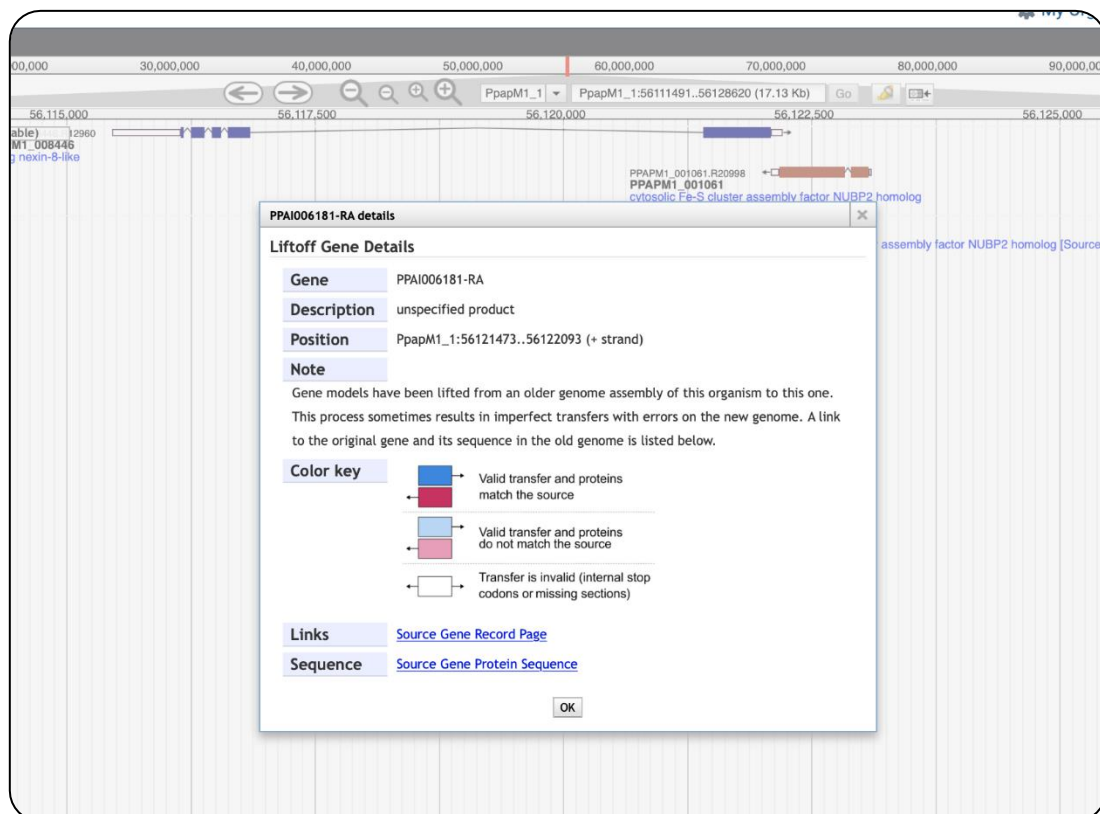 My Org
00,000 30,000,000 40,000,000 50,000,000 60,000,000 70,000,000 80,000,000 90,000,00
PpapM1_1 PpapM1_1:56111491..56128620 (17.13 Kb) Go
56,115,000 56,117,500 56,120,000 56,122,500 56,125,000
able) 12960
M1_008446
g nexin-8-like
PPAPM1_001061.R20998
PPAPM1_001061
cytosolic Fe-S cluster assembly factor NUBP2 homolog
assembly factor NUBP2 homolog [Source
PPAI006181-RA details
Liftoff Gene Details
Gene PPAI006181-RA
Description unspecified product
Position PpapM1_1:56121473..56122093 (+ strand)
Note
Gene models have been lifted from an older genome assembly of this organism to this one.
This process sometimes results in imperfect transfers with errors on the new genome. A link
to the original gene and its sequence in the old genome is listed below.
Color key
Valid transfer and proteins
match the source
Valid transfer and proteins
do not match the source
Transfer is invalid (internal stop
codons or missing sections)
Links Source Gene Record Page
Sequence Source Gene Protein Sequence
OK